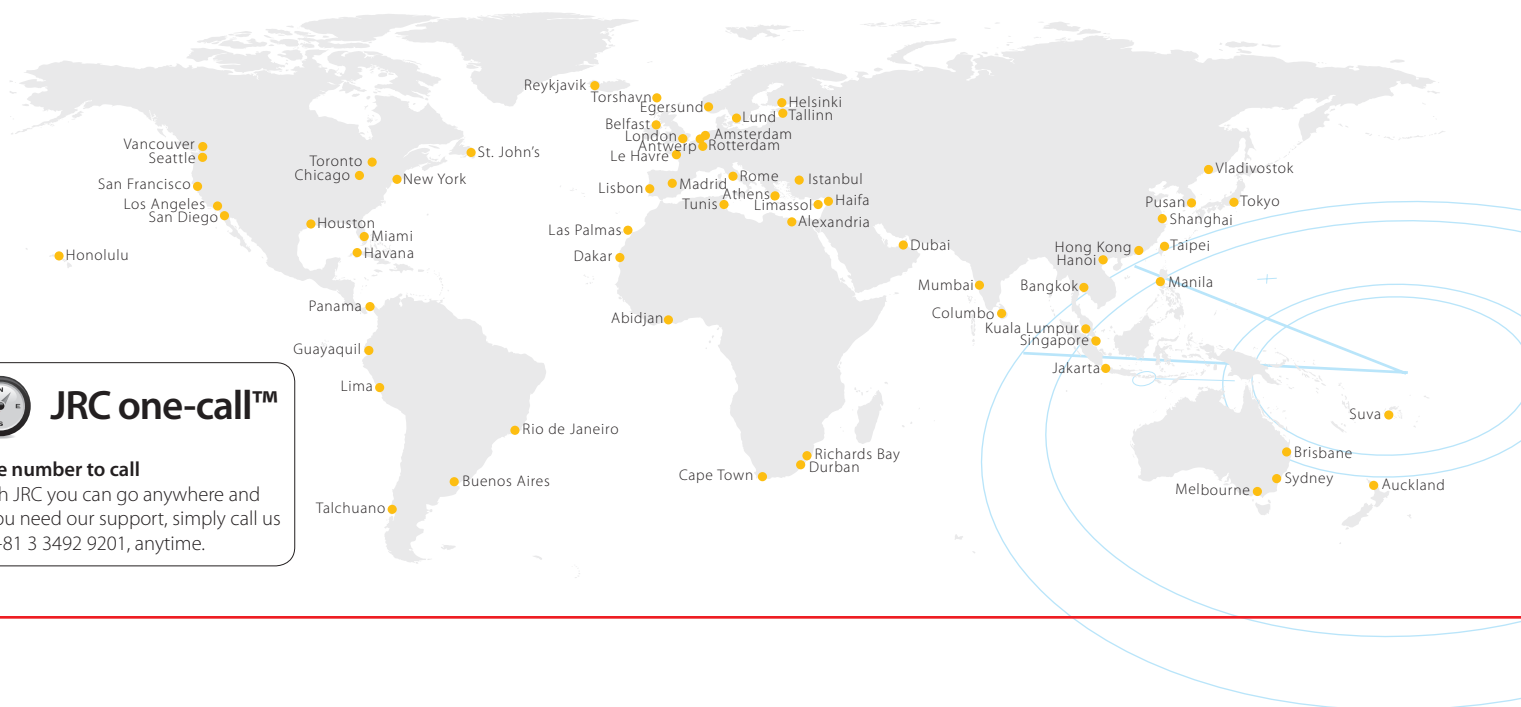 Reykjavik
Torshavn
Egersund
Helsinki
Tallinn
Lund
Belfast
London
Amsterdam
Antwerp
Rotterdam
Le Havre
Vancouver
Seattle
Toronto
Chicago
St. John's
New York
San Francisco
Los Angeles
San Diego
Houston
Miami
Havana
Honolulu
Lisbon
Madrid
Rome
Istanbul
Athens
Tunis
Limassol
Haifa
Alexandria
Las Palmas
Dakar
Dubai
Vladivostok
Pusan
Tokyo
Shanghai
Hong Kong
Taipei
Hanoi
Mumbai
Bangkok
Manila
Columbo
Kuala Lumpur
Singapore
Jakarta
Panama
Abidjan
Guayaquil
Lima
Rio de Janeiro
Buenos Aires
Talchuano
Cape Town
Richards Bay
Durban
Suva
Brisbane
Sydney
Melbourne
Auckland
N
E
S
JRC one-call™
number to call
JRC you can go anywhere and
need our support, simply call us
81 3 3492 9201, anytime.